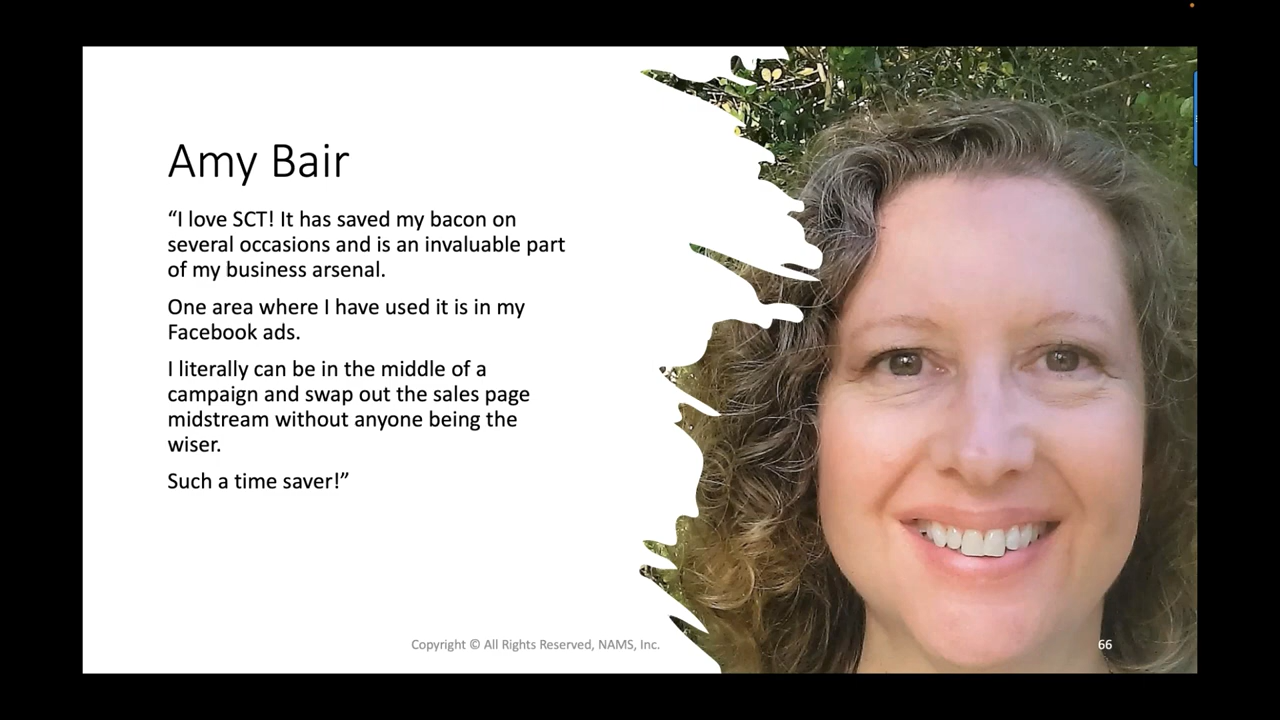 Amy Bair
“I love SCT! It has saved my bacon on
several occasions and is an invaluable part
of my business arsenal.
One area where I have used it is in my
Facebook ads.
I literally can be in the middle of a
campaign and swap out the sales page
midstream without anyone being the
wiser.
Such a time saver!”
Copyright © All Rights Reserved, NAMS, Inc.
66